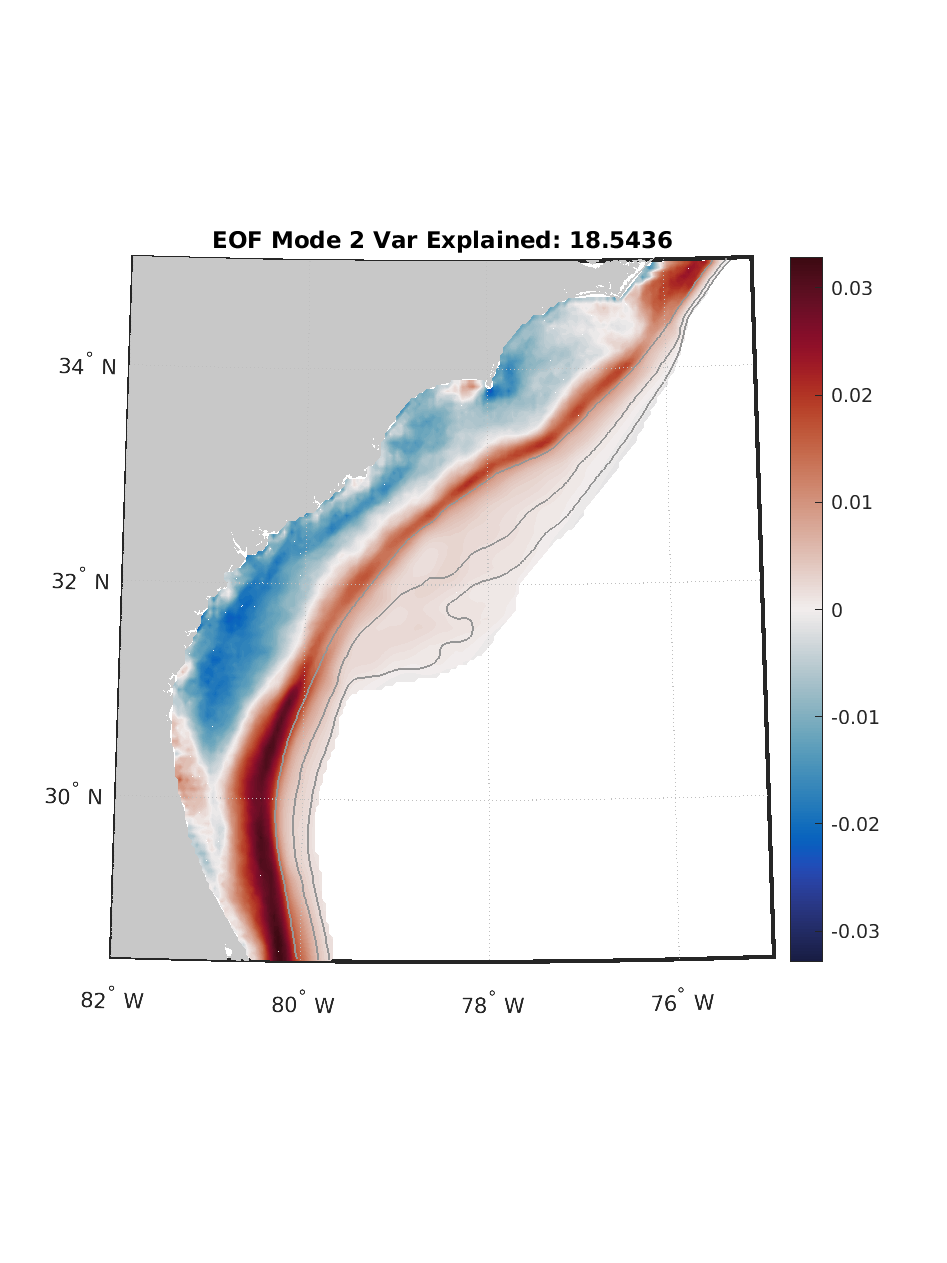 EOF Mode 2 Var Explained: 18.5436
34° N
32° N
30° N
82° W
80° W
78° W
76° W
0.03
0.02
0.01
0
-0.01
-0.02
-0.03